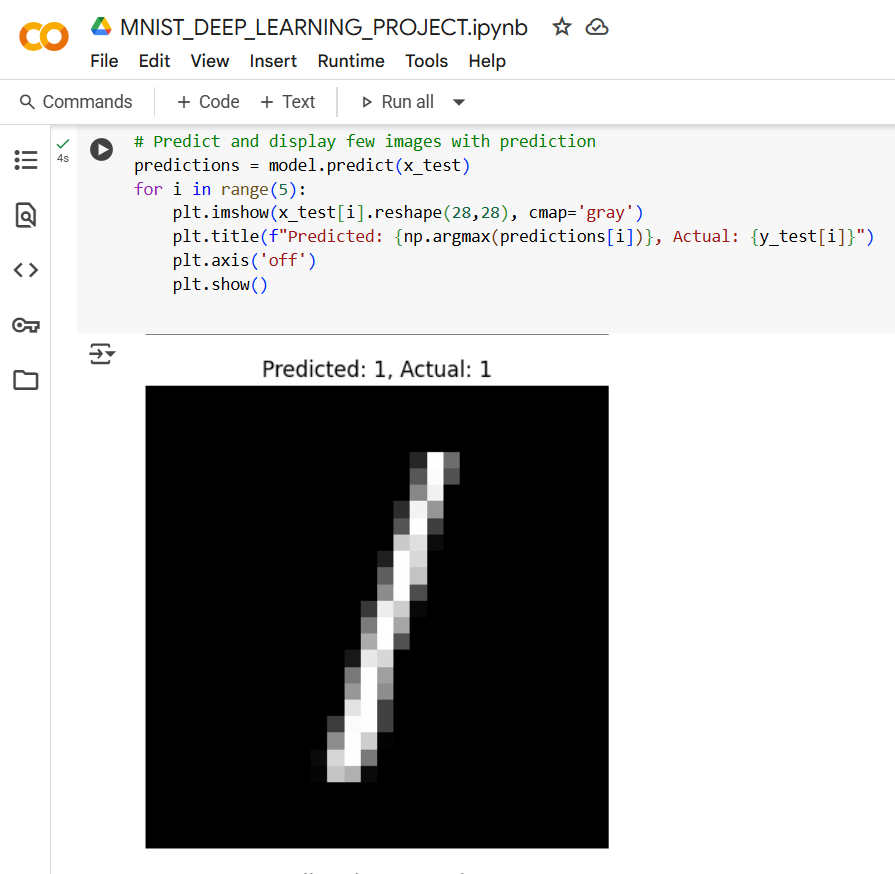 MNIST_DEEP_LEARNING_PROJECT.ipynb
File Edit View Insert Runtime Tools Help
Commands + Code + Text Run all
4s
# Predict and display few images with prediction
predictions = model.predict(x_test)
for i in range(5):
    plt.imshow(x_test[i].reshape(28,28), cmap='gray')
    plt.title(f"Predicted: {np.argmax(predictions[i])}, Actual: {y_test[i]}")
    plt.axis('off')
    plt.show()
Predicted: 1, Actual: 1